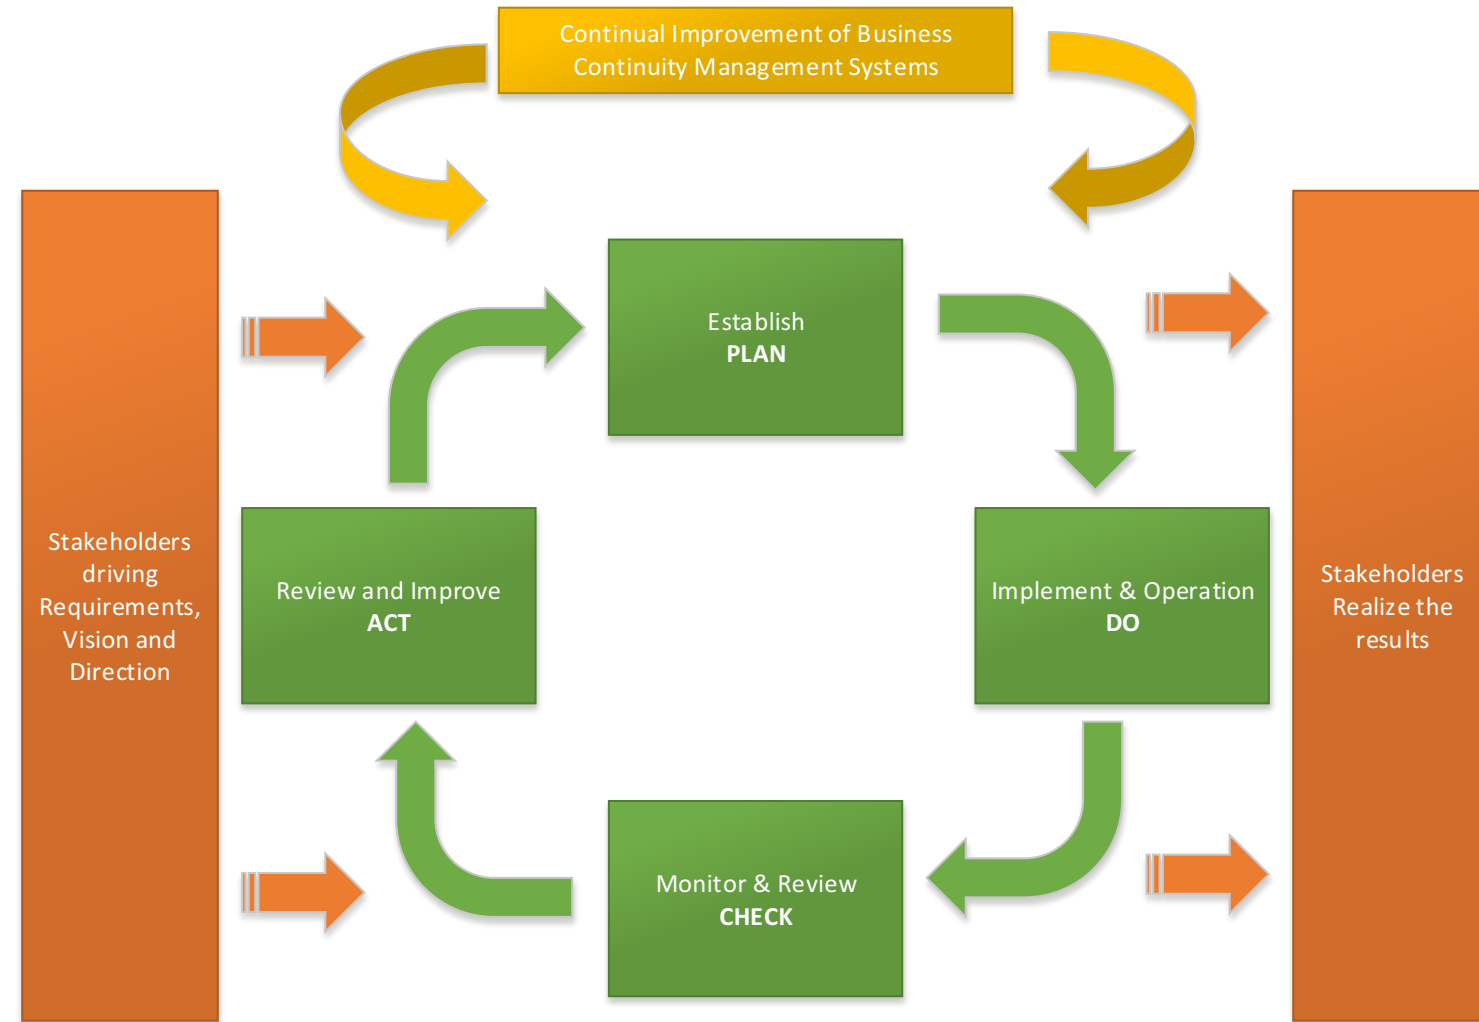 Continual Improvement of Business
Continuity Management Systems
Establish
PLAN
Stakeholders
driving
Requirements,
Vision and
Direction
Review and Improve
ACT
Implement & Operation
DO
Stakeholders
Realize the
results
Monitor & Review
CHECK